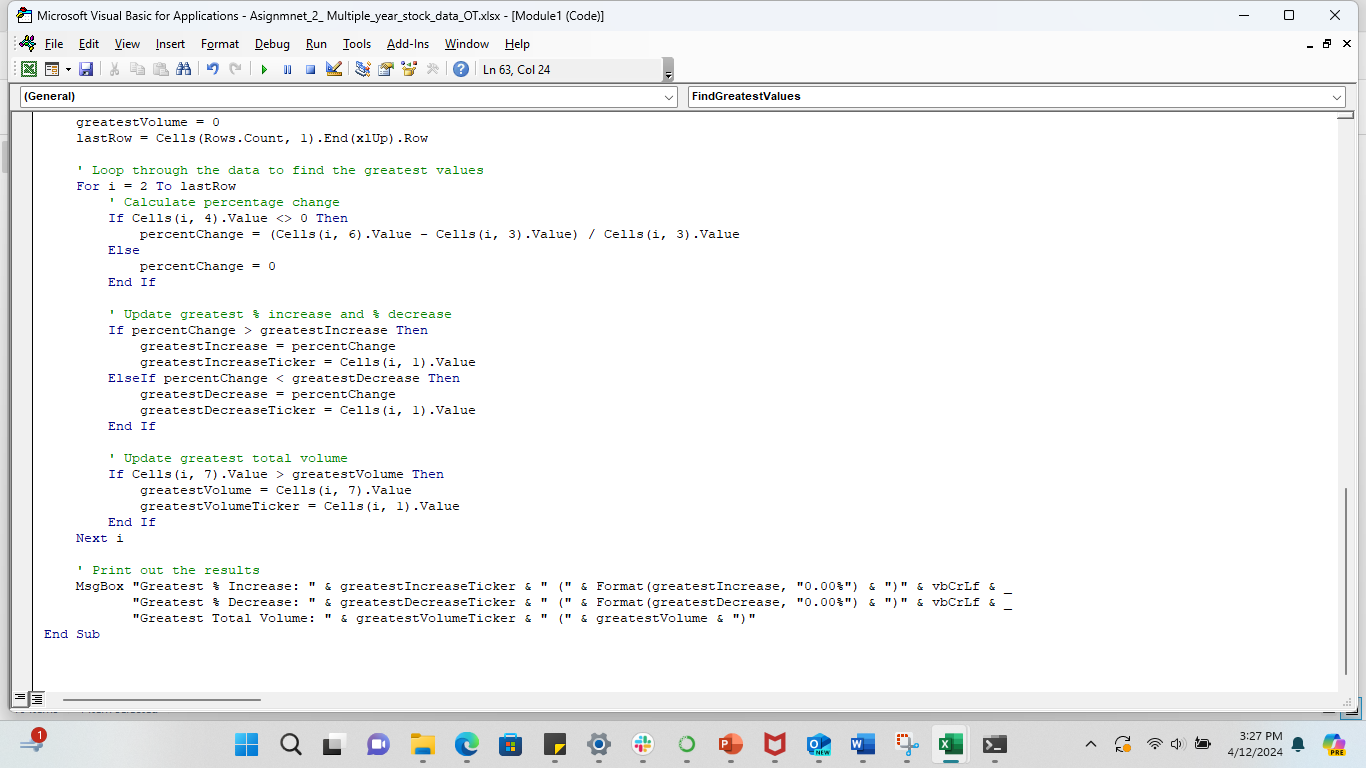 Microsoft Visual Basic for Applications - Asignmnet_2_ Multiple_year_stock_data_OT.xlsx - [Module1 (Code)]
File Edit View Insert Format Debug Run Tools Add-Ins Window Help
Ln 63, Col 24
(General) FindGreatestValues
    greatestVolume = 0
    lastRow = Cells(Rows.Count, 1).End(xlUp).Row

    ' Loop through the data to find the greatest values
    For i = 2 To lastRow
        ' Calculate percentage change
        If Cells(i, 4).Value <> 0 Then
            percentChange = (Cells(i, 6).Value - Cells(i, 3).Value) / Cells(i, 3).Value
        Else
            percentChange = 0
        End If

        ' Update greatest % increase and % decrease
        If percentChange > greatestIncrease Then
            greatestIncrease = percentChange
            greatestIncreaseTicker = Cells(i, 1).Value
        ElseIf percentChange < greatestDecrease Then
            greatestDecrease = percentChange
            greatestDecreaseTicker = Cells(i, 1).Value
        End If

        ' Update greatest total volume
        If Cells(i, 7).Value > greatestVolume Then
            greatestVolume = Cells(i, 7).Value
            greatestVolumeTicker = Cells(i, 1).Value
        End If
    Next i

    ' Print out the results
    MsgBox "Greatest % Increase: " & greatestIncreaseTicker & " (" & Format(greatestIncrease, "0.00%") & ")" & vbCrLf & _
           "Greatest % Decrease: " & greatestDecreaseTicker & " (" & Format(greatestDecrease, "0.00%") & ")" & vbCrLf & _
           "Greatest Total Volume: " & greatestVolumeTicker & " (" & greatestVolume & ")"
End Sub
1
NEW
3:27 PM
4/12/2024
PRE